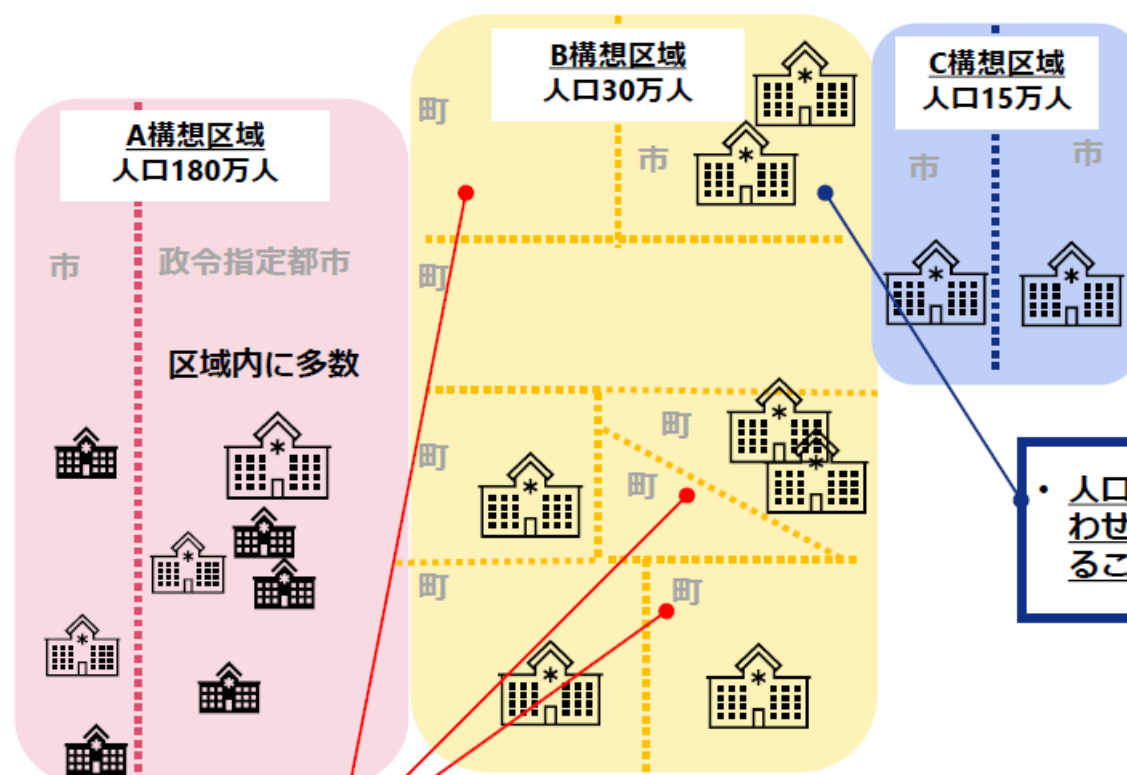 A構想区域
人口180万人
市
政令指定都市
区域内に多数
B構想区域
人口30万人
町
市
町
町
町
町
町
町
C構想区域
人口15万人
市
市
・ 人口
わせ
るこ